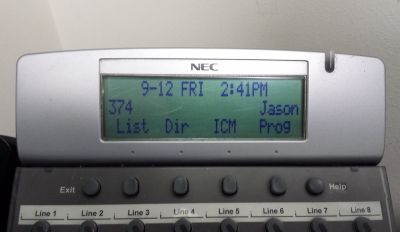 NEC
9-12 FRI 2:41PM
374 Jason
List Dir ICM Prog
Exit Help
Line 1 Line 2 Line 3 Line 4 Line 5 Line 6 Line 7 Line 8